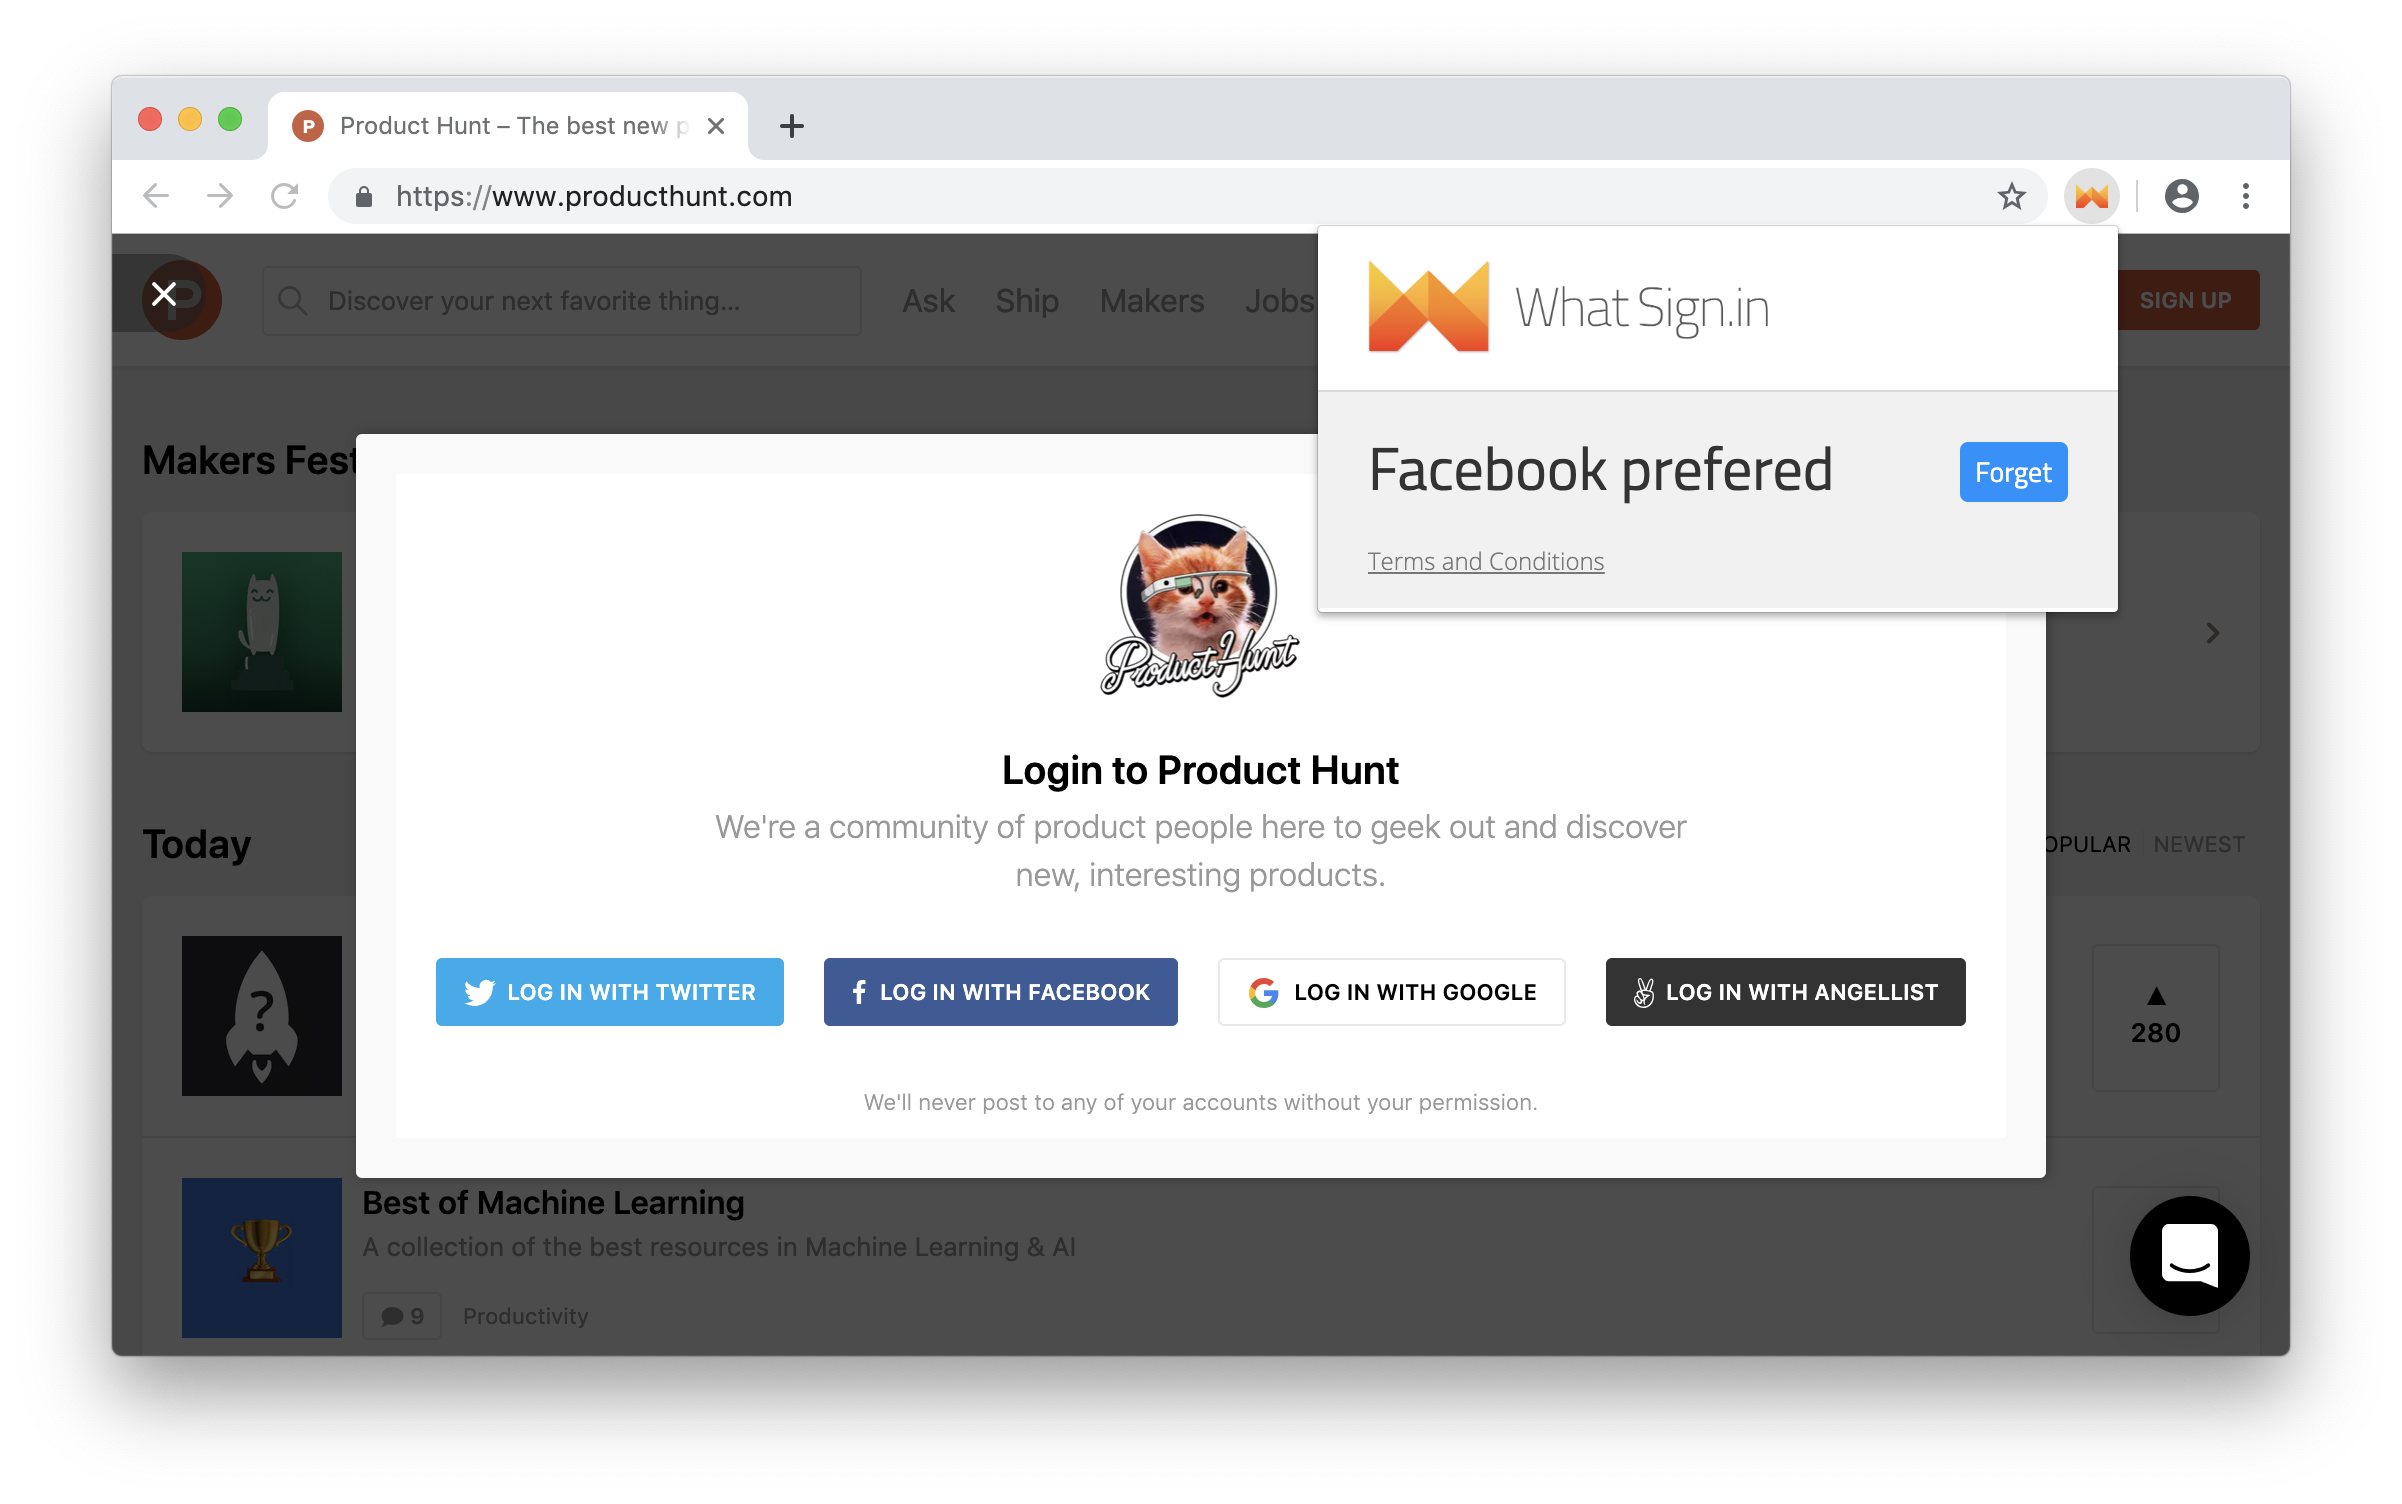 Product Hunt – The best new p
https://www.producthunt.com
P
Discover your next favorite thing...
Ask
Ship
Makers
Jobs
SIGN UP
What Sign.in
Facebook prefered
Forget
Terms and Conditions
Makers Fest
Product Hunt
Login to Product Hunt
We're a community of product people here to geek out and discover
new, interesting products.
Today
OPULAR
NEWEST
LOG IN WITH TWITTER
LOG IN WITH FACEBOOK
LOG IN WITH GOOGLE
LOG IN WITH ANGELLIST
?
280
We'll never post to any of your accounts without your permission.
Best of Machine Learning
A collection of the best resources in Machine Learning & AI
9
Productivity